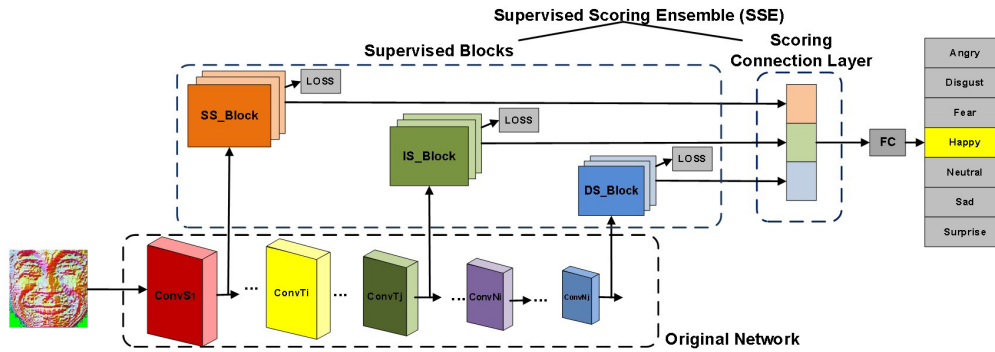 Supervised Scoring Ensemble (SSE)
Supervised Blocks
Scoring
Connection Layer
LOSS
SS_Block
LOSS
IS_Block
LOSS
DS_Block
FC
Angry
Disgust
Fear
Happy
Neutral
Sad
Surprise
ConvS1
...
ConvTi
...
ConvTj
...
ConvNi
...
ConvNj
Original Network